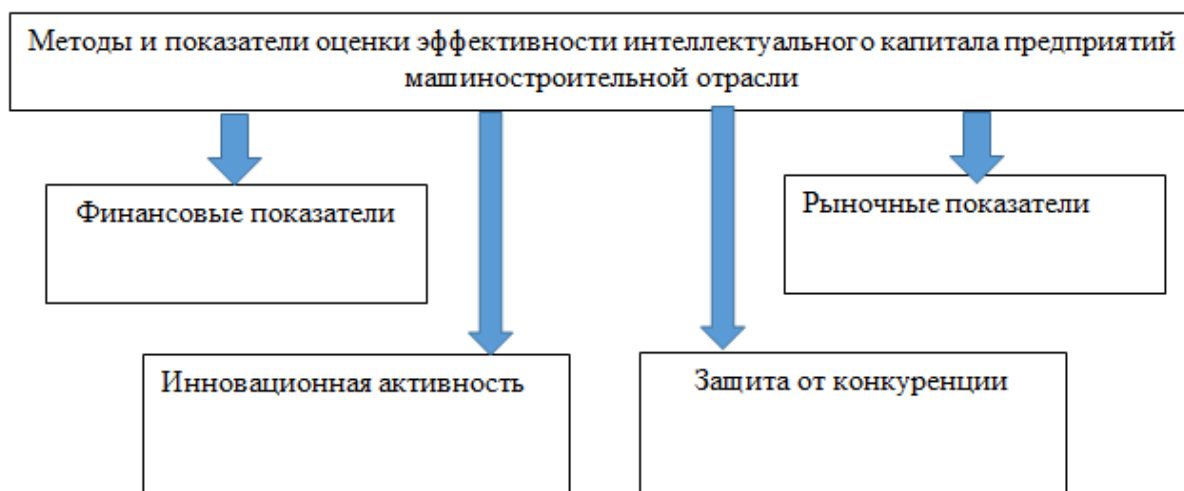 Методы и показатели оценки эффективности интеллектуального капитала предприятий
машиностроительной отрасли
Финансовые показатели
Рыночные показатели
Инновационная активность
Защита от конкуренции